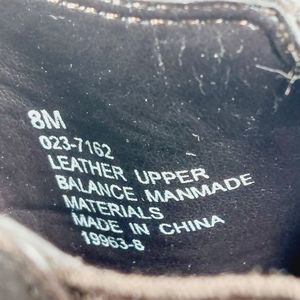 8M
023-7162
LEATHER UPPER
BALANCE MANMADE
MATERIALS
MADE IN CHINA
19963-8